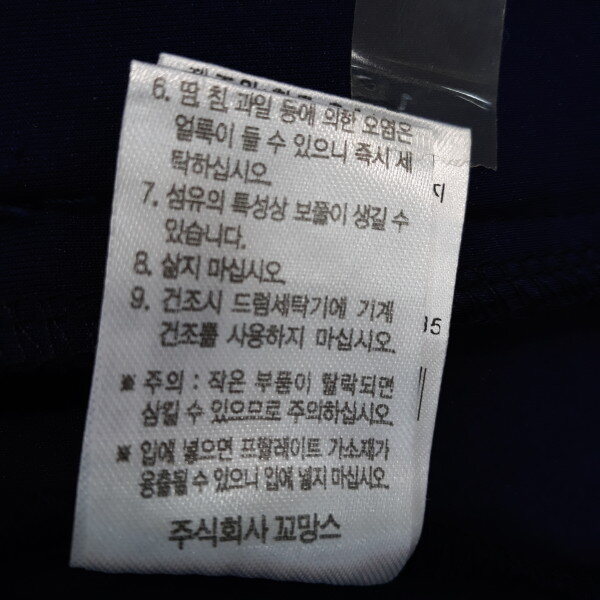 6. 땀, 침, 과일 등에 의한 오염은
얼룩이 들 수 있으니 즉시 세
탁하십시오.
7. 섬유의 특성상 보풀이 생길 수
있습니다.
8. 삶지 마십시오.
9. 건조시 드럼세탁기에 기계
건조를 사용하지 마십시오.
※ 주의 : 작은 부품이 탈락되면
삼킬 수 있으므로 주의하십시오.
※ 입에 넣으면 프탈레이트 가소제가
용출될 수 있으니 입에 넣지 마십시오.
주식회사 꼬망스